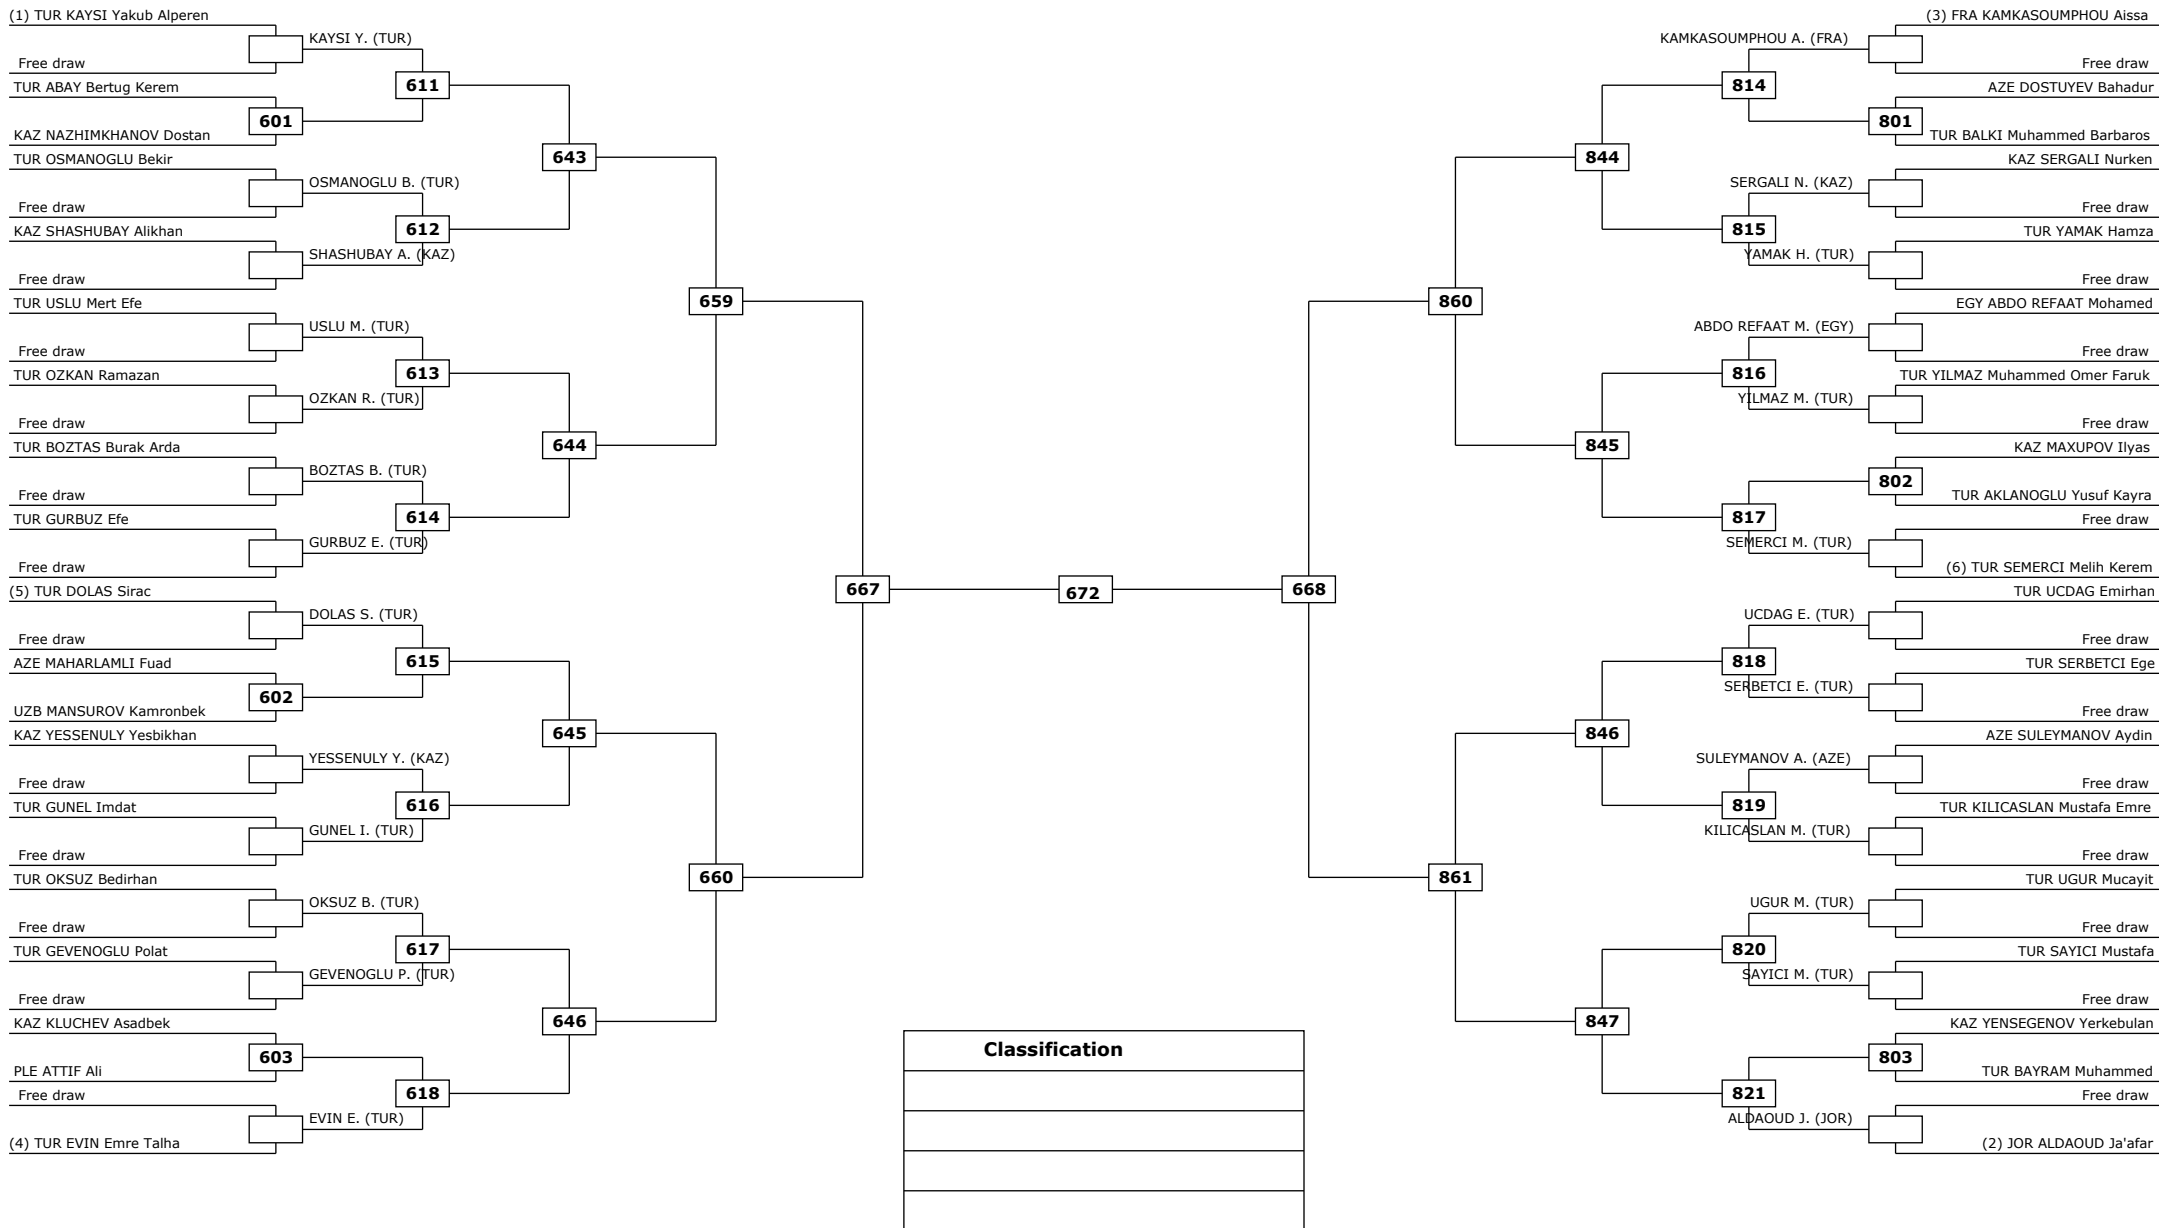 (1) TUR KAYSI Yakub Alperen
Free draw
KAYSI Y. (TUR)
611
TUR ABAY Bertug Kerem
601
KAZ NAZHIMKHANOV Dostan
643
TUR OSMANOGLU Bekir
Free draw
OSMANOGLU B. (TUR)
612
KAZ SHASHUBAY Alikhan
Free draw
SHASHUBAY A. (KAZ)
659
TUR USLU Mert Efe
Free draw
USLU M. (TUR)
613
TUR OZKAN Ramazan
Free draw
OZKAN R. (TUR)
644
TUR BOZTAS Burak Arda
Free draw
BOZTAS B. (TUR)
614
TUR GURBUZ Efe
Free draw
GURBUZ E. (TUR)
667
(5) TUR DOLAS Sirac
Free draw
DOLAS S. (TUR)
615
AZE MAHARLAMLI Fuad
602
UZB MANSUROV Kamronbek
645
KAZ YESSENULY Yesbikhan
Free draw
YESSENULY Y. (KAZ)
616
TUR GUNEL Imdat
Free draw
GUNEL I. (TUR)
660
TUR OKSUZ Bedirhan
Free draw
OKSUZ B. (TUR)
617
TUR GEVENOGLU Polat
Free draw
GEVENOGLU P. (TUR)
646
KAZ KLUCHEV Asadbek
603
PLE ATTIF Ali
618
Free draw
(4) TUR EVIN Emre Talha
EVIN E. (TUR)
672
(3) FRA KAMKASOUMPHOU Aissa
Free draw
KAMKASOUMPHOU A. (FRA)
814
AZE DOSTUYEV Bahadur
801
TUR BALKI Muhammed Barbaros
844
KAZ SERGALI Nurken
Free draw
SERGALI N. (KAZ)
815
TUR YAMAK Hamza
Free draw
YAMAK H. (TUR)
860
EGY ABDO REFAAT Mohamed
Free draw
ABDO REFAAT M. (EGY)
816
TUR YILMAZ Muhammed Omer Faruk
Free draw
YILMAZ M. (TUR)
845
KAZ MAXUPOV Ilyas
802
TUR AKLANOGLU Yusuf Kayra
817
Free draw
(6) TUR SEMERCI Melih Kerem
SEMERCI M. (TUR)
668
TUR UCDAG Emirhan
Free draw
UCDAG E. (TUR)
818
TUR SERBETCI Ege
Free draw
SERBETCI E. (TUR)
846
AZE SULEYMANOV Aydin
Free draw
SULEYMANOV A. (AZE)
819
TUR KILICASLAN Mustafa Emre
Free draw
KILICASLAN M. (TUR)
861
TUR UGUR Mucayit
Free draw
UGUR M. (TUR)
820
TUR SAYICI Mustafa
Free draw
SAYICI M. (TUR)
847
KAZ YENSEGENOV Yerkebulan
803
TUR BAYRAM Muhammed
821
Free draw
(2) JOR ALDAOUD Ja'afar
ALDAOUD J. (JOR)
Classification